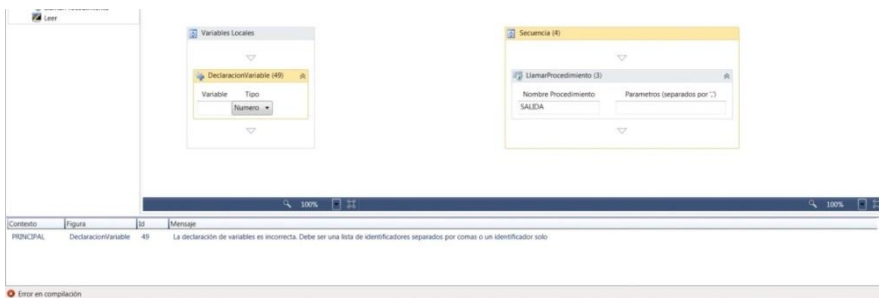 Leer
Variables Locales
DeclaracionVariable (49)
Variable Tipo
Numero
Secuencia (4)
LlamarProcedimiento (3)
Nombre Procedimiento Parametros (separados por ',')
SALIDA
100%
100%
Contexto Figura Id Mensaje
PRINCIPAL DeclaracionVariable 49 La declaración de variables es incorrecta. Debe ser una lista de identificadores separados por comas o un identificador solo
Error en compilación